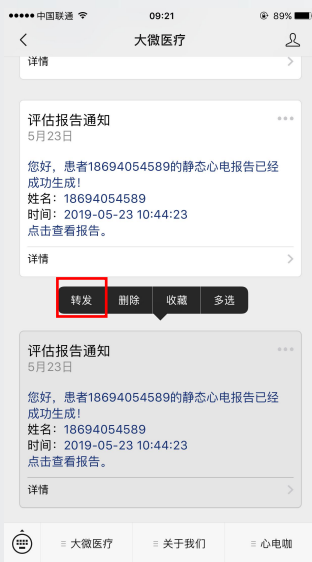 中国联通 09:21 89%
大微医疗
详情
评估报告通知
5月23日
您好，患者18694054589的静态心电报告已经
成功生成！
姓名：18694054589
时间：2019-05-23 10:44:23
点击查看报告。
详情
转发 删除 收藏 多选
评估报告通知
5月23日
您好，患者18694054589的静态心电报告已经
成功生成！
姓名：18694054589
时间：2019-05-23 10:44:23
点击查看报告。
详情
大微医疗 关于我们 心电咖